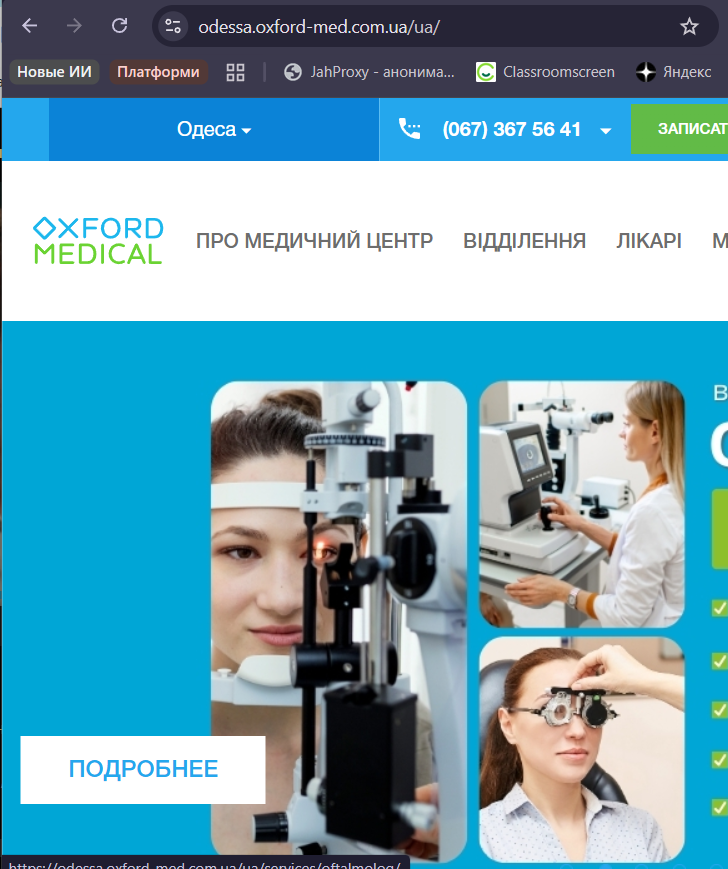 odessa.oxford-med.com.ua/ua/
Новые ИИ
Платформи
JahProxy - анонима...
Classroomscreen
Яндекс
Одеса
(067) 367 56 41
ЗАПИСАТ
OXFORD
MEDICAL
ПРО МЕДИЧНИЙ ЦЕНТР
ВІДДІЛЕННЯ
ЛІКАРІ
М
В
ПОДРОБНЕЕ
https://odessa.oxford-med.com.ua/ua/services/oftalmolog/